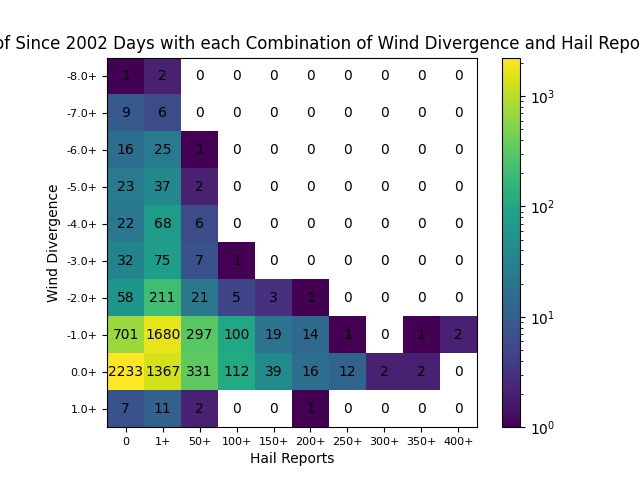 of Since 2002 Days with each Combination of Wind Divergence and Hail Repo
-8.0+ 1 2 0 0 0 0 0 0 0 0
-7.0+ 9 6 0 0 0 0 0 0 0 0
-6.0+ 16 25 1 0 0 0 0 0 0 0
-5.0+ 23 37 2 0 0 0 0 0 0 0
-4.0+ 22 68 6 0 0 0 0 0 0 0
-3.0+ 32 75 7 1 0 0 0 0 0 0
-2.0+ 58 211 21 5 3 1 0 0 0 0
-1.0+ 701 1680 297 100 19 14 1 0 1 2
0.0+ 2233 1367 331 112 39 16 12 2 2 0
1.0+ 7 11 2 0 0 1 0 0 0 0
0 1+ 50+ 100+ 150+ 200+ 250+ 300+ 350+ 400+
Hail Reports
Wind Divergence
10³
10²
10¹
10⁰